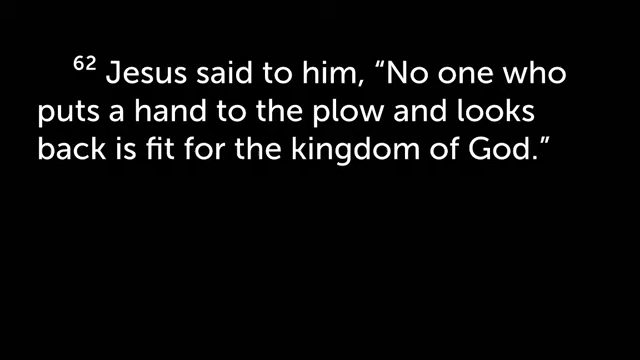 62 Jesus said to him, “No one who
puts a hand to the plow and looks
back is fit for the kingdom of God.”